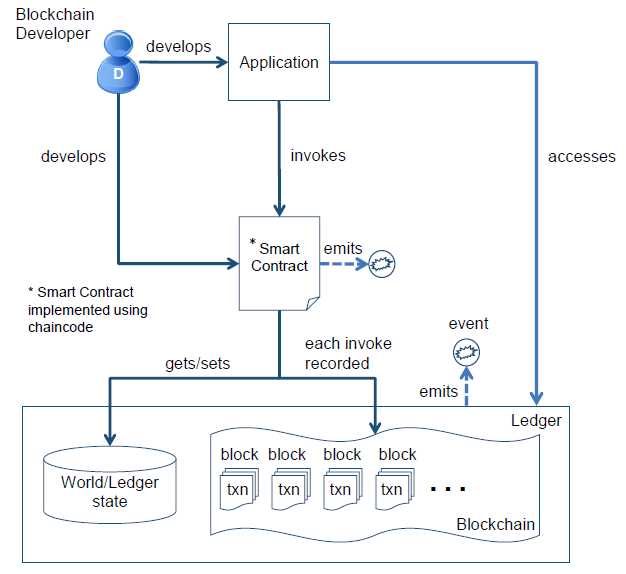 Blockchain
Developer
D
develops
Application
develops
invokes
accesses
* Smart
Contract
emits
* Smart Contract
implemented using
chaincode
event
each invoke
recorded
gets/sets
emits
Ledger
block block block block
World/Ledger
state
txn txn txn txn . . .
Blockchain